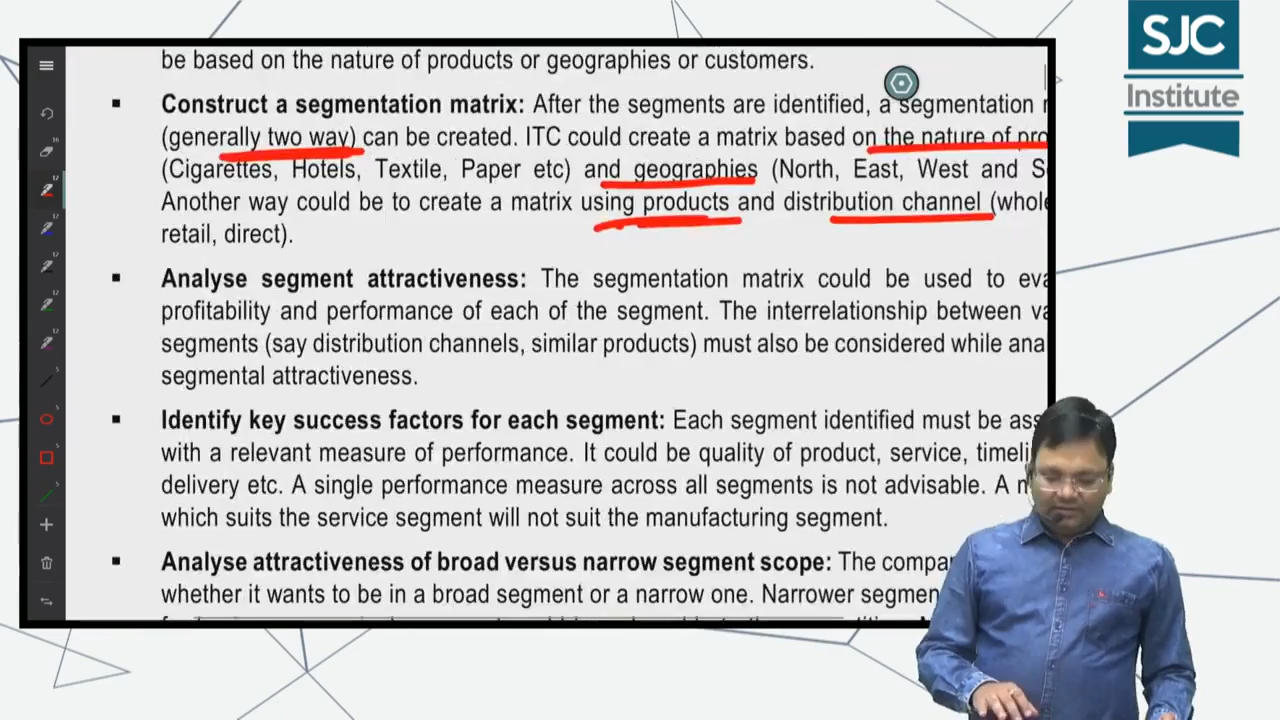 SJC
Institute
be based on the nature of products or geographies or customers.
Construct a segmentation matrix: After the segments are identified, a segmentation
(generally two way) can be created. ITC could create a matrix based on the nature of
(Cigarettes, Hotels, Textile, Paper etc) and geographies (North, East, West and
Another way could be to create a matrix using products and distribution channel
retail, direct).
Analyse segment attractiveness: The segmentation matrix could be used to
profitability and performance of each of the segment. The interrelationship between
segments (say distribution channels, similar products) must also be considered while
segmental attractiveness.
Identify key success factors for each segment: Each segment identified must be
with a relevant measure of performance. It could be quality of product, service,
delivery etc. A single performance measure across all segments is not advisable. A
which suits the service segment will not suit the manufacturing segment.
Analyse attractiveness of broad versus narrow segment scope: The
whether it wants to be in a broad segment or a narrow one. Narrower